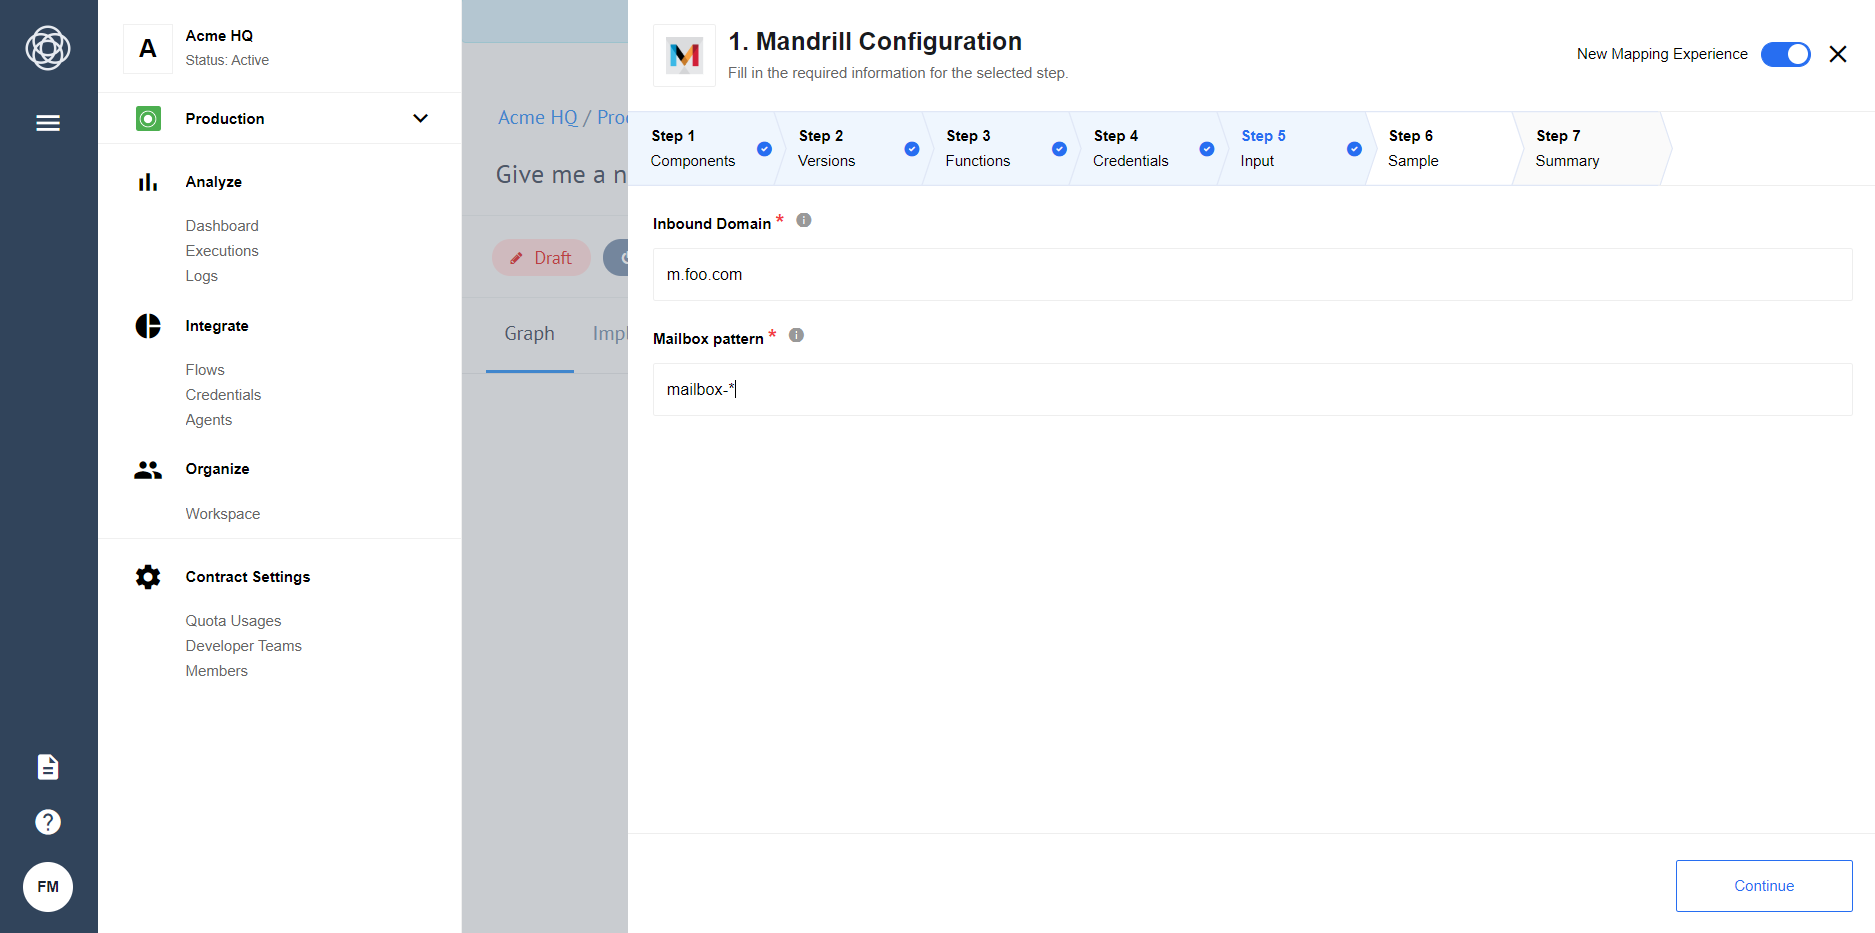 A
Acme HQ
Status: Active
Production
Analyze
Dashboard
Executions
Logs
Integrate
Flows
Credentials
Agents
Organize
Workspace
Contract Settings
Quota Usages
Developer Teams
Members
FM
Acme HQ /
Give me a
Draft
Graph
1. Mandrill Configuration
Fill in the required information for the selected step.
New Mapping Experience
Step 1
Components
Step 2
Versions
Step 3
Functions
Step 4
Credentials
Step 5
Input
Step 6
Sample
Step 7
Summary
Inbound Domain *
m.foo.com
Mailbox pattern *
mailbox-*
Continue